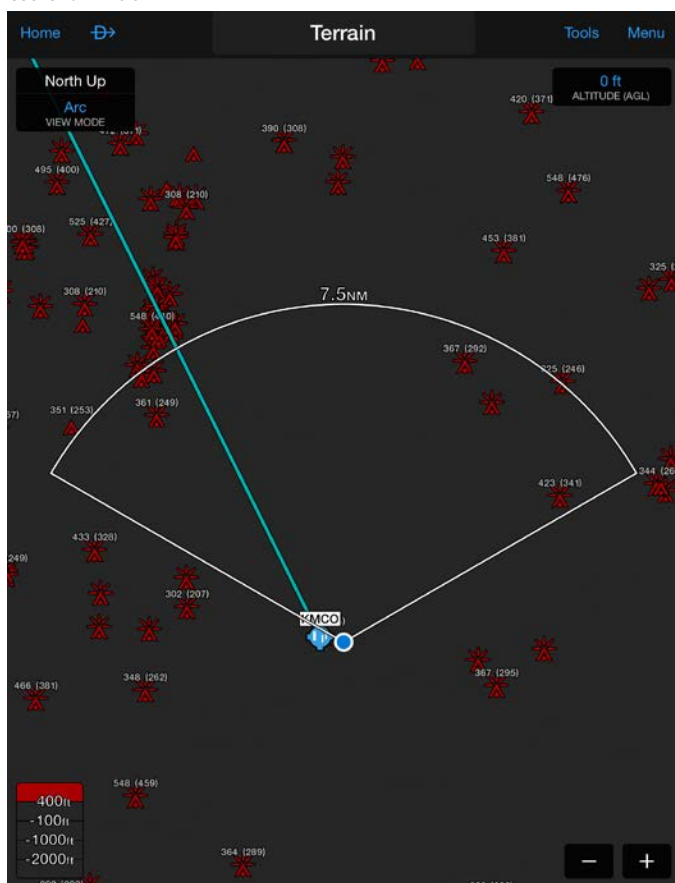 Home
Terrain
Tools
Menu
North Up
Arc
VIEW MODE
0 ft
ALTITUDE (AGL)
420 (371)
390 (308)
495 (400)
548 (476)
308 (210)
525 (427)
453 (381)
308 (210)
7.5NM
367 (292)
361 (249)
351 (253)
423 (341)
433 (328)
302 (207)
KMCO
348 (262)
466 (381)
367 (295)
548 (459)
400ft
-100ft
-1000ft
-2000ft
364 (289)
−
+